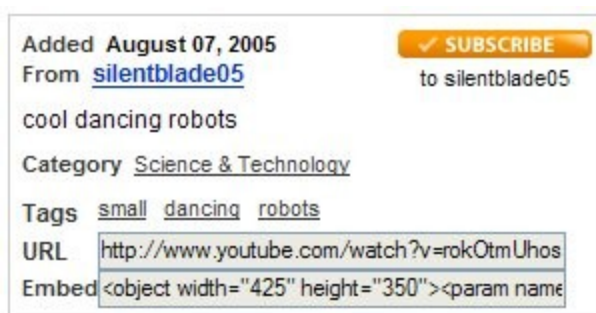 Added August 07, 2005
SUBSCRIBE
From silentblade05
to silentblade05
cool dancing robots
Category Science & Technology
Tags small dancing robots
URL http://www.youtube.com/watch?v=rokOtmUhos
Embed <object width="425" height="350"><param name